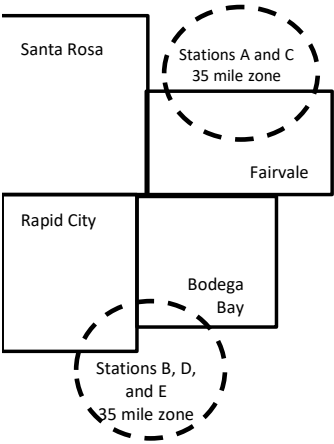 Santa Rosa
Stations A and C
35 mile zone
Fairvale
Rapid City
Bodega
Bay
Stations B, D,
and E
35 mile zone